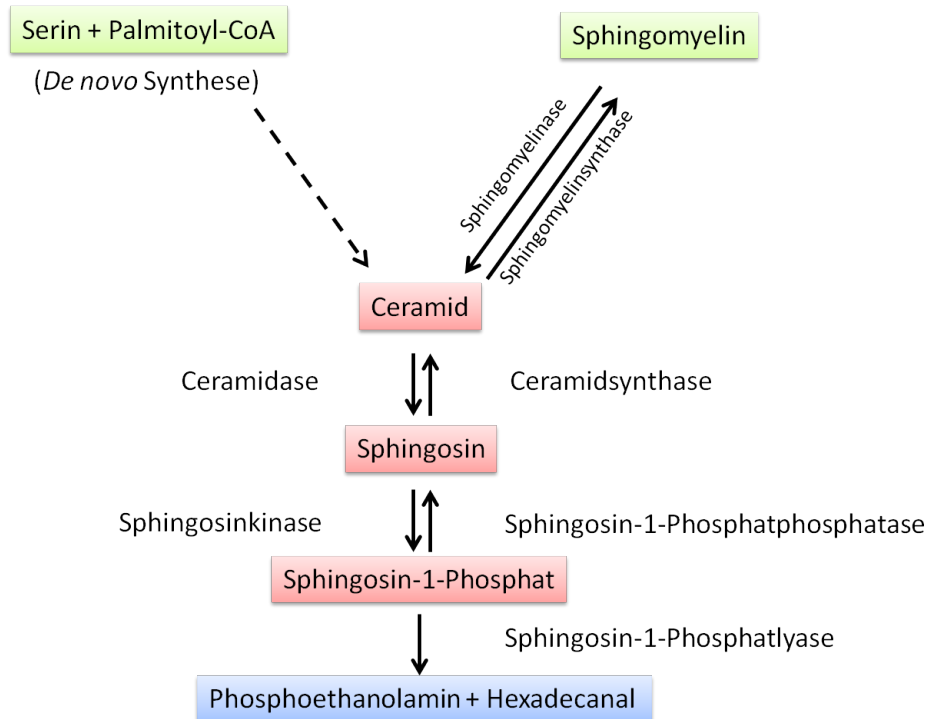 Serin + Palmitoyl-CoA
Sphingomyelin
(De novo Synthese)
Sphingomyelinase
Sphingomyelinsynthase
Ceramid
Ceramidase
Ceramidsynthase
Sphingosin
Sphingosinkinase
Sphingosin-1-Phosphatphosphatase
Sphingosin-1-Phosphat
Sphingosin-1-Phosphatlyase
Phosphoethanolamin + Hexadecanal